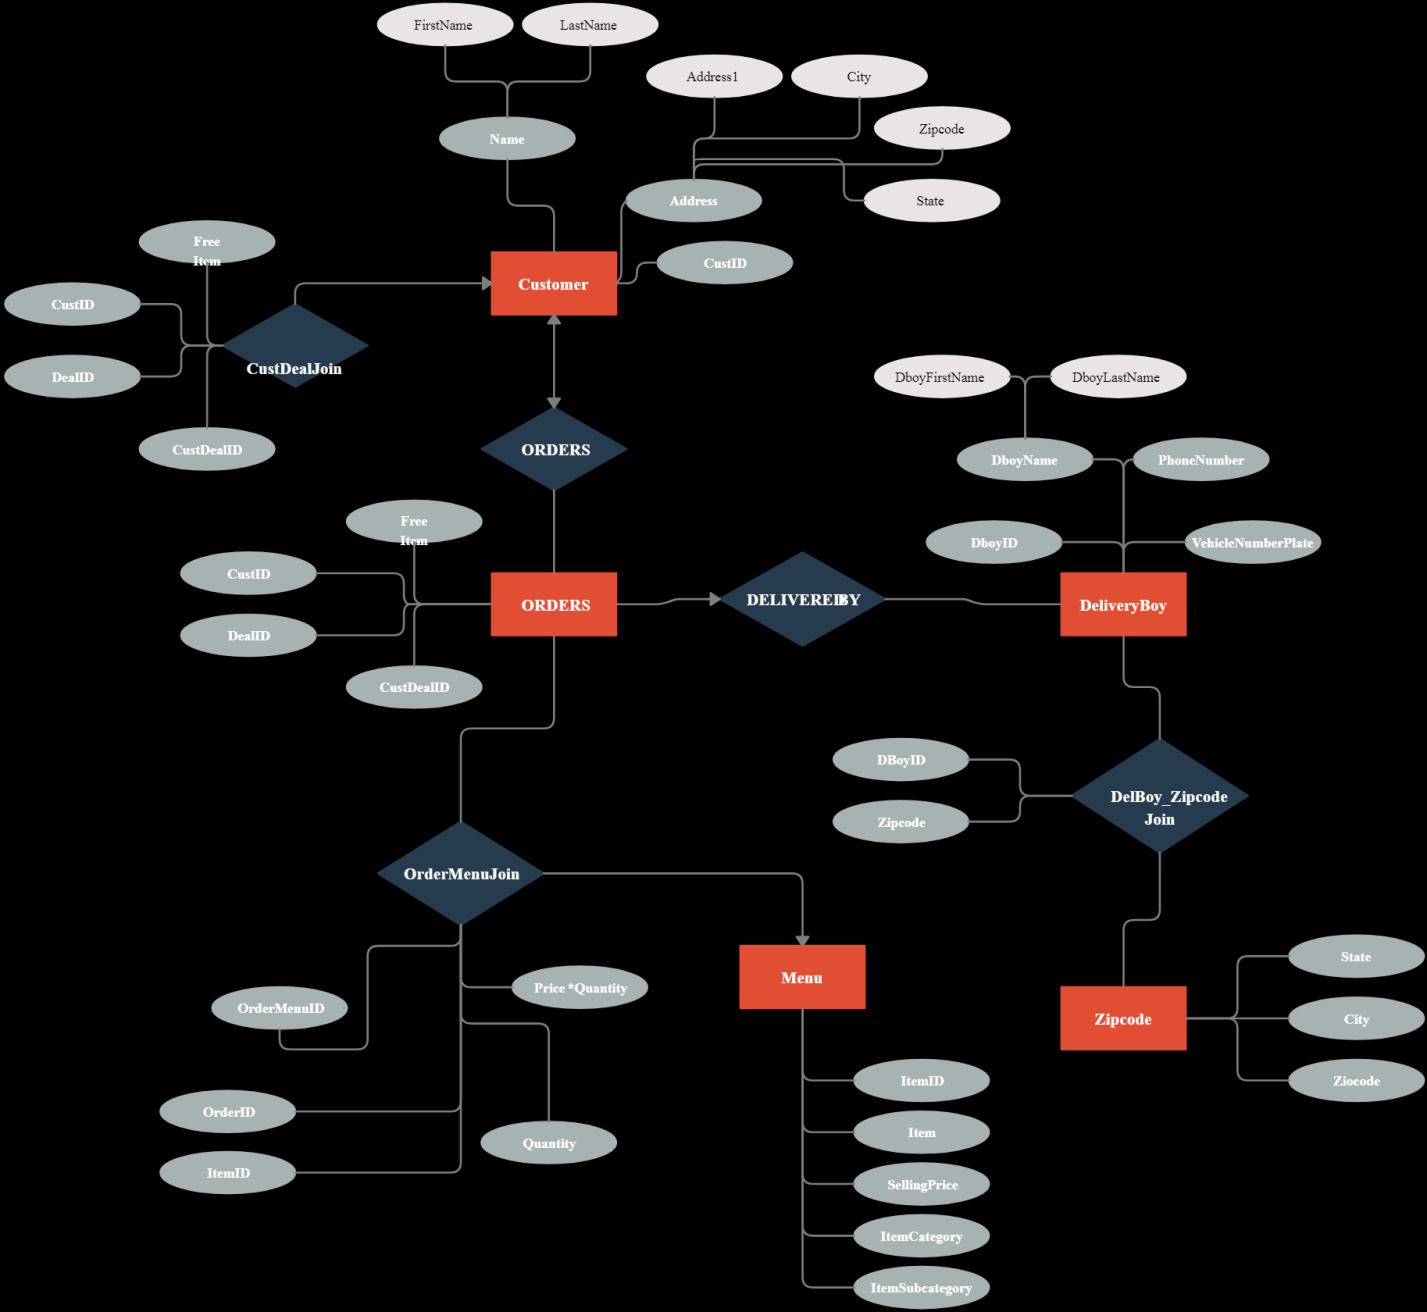 FirstName
LastName
Address1
City
Zipcode
Name
Address
State
Free
Item
CustID
Customer
CustID
CustDealJoin
DealID
DboyFirstName
DboyLastName
CustDealID
ORDERS
DboyName
PhoneNumber
Free
Item
DboyID
VehicleNumberPlate
CustID
ORDERS
DELIVEREDBY
DeliveryBoy
DealID
CustDealID
DBoyID
DelBoy_Zipcode
Join
Zipcode
OrderMenuJoin
State
Price *Quantity
Menu
OrderMenuID
Zipcode
City
ItemID
Ziocode
OrderID
Item
Quantity
ItemID
SellingPrice
ItemCategory
ItemSubcategory